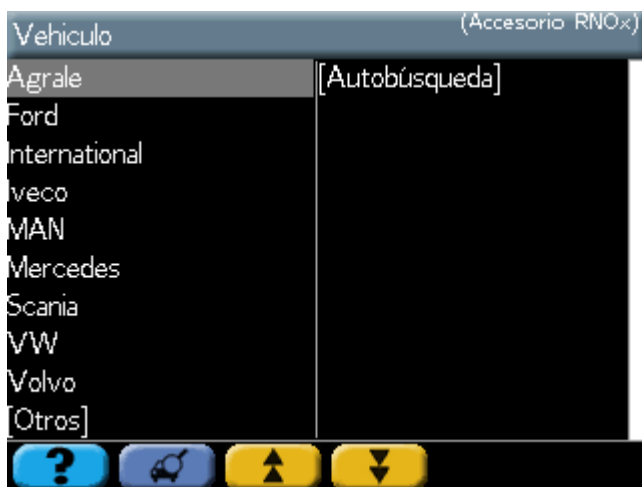 Vehiculo
(Accesorio RNOx)
Agrale
[Autobúsqueda]
Ford
International
Iveco
MAN
Mercedes
Scania
VW
Volvo
[Otros]
?